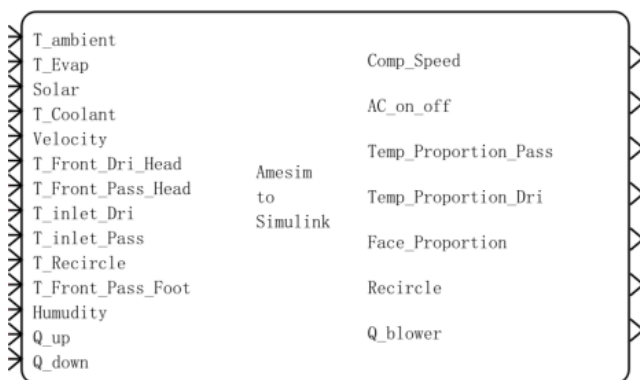 T_ambient
T_Evap
Solar
T_Coolant
Velocity
T_Front_Dri_Head
T_Front_Pass_Head
T_inlet_Dri
T_inlet_Pass
T_Recircle
T_Front_Pass_Foot
Humudity
Q_up
Q_down
Amesim
to
Simulink
Comp_Speed
AC_on_off
Temp_Proportion_Pass
Temp_Proportion_Dri
Face_Proportion
Recircle
Q_blower